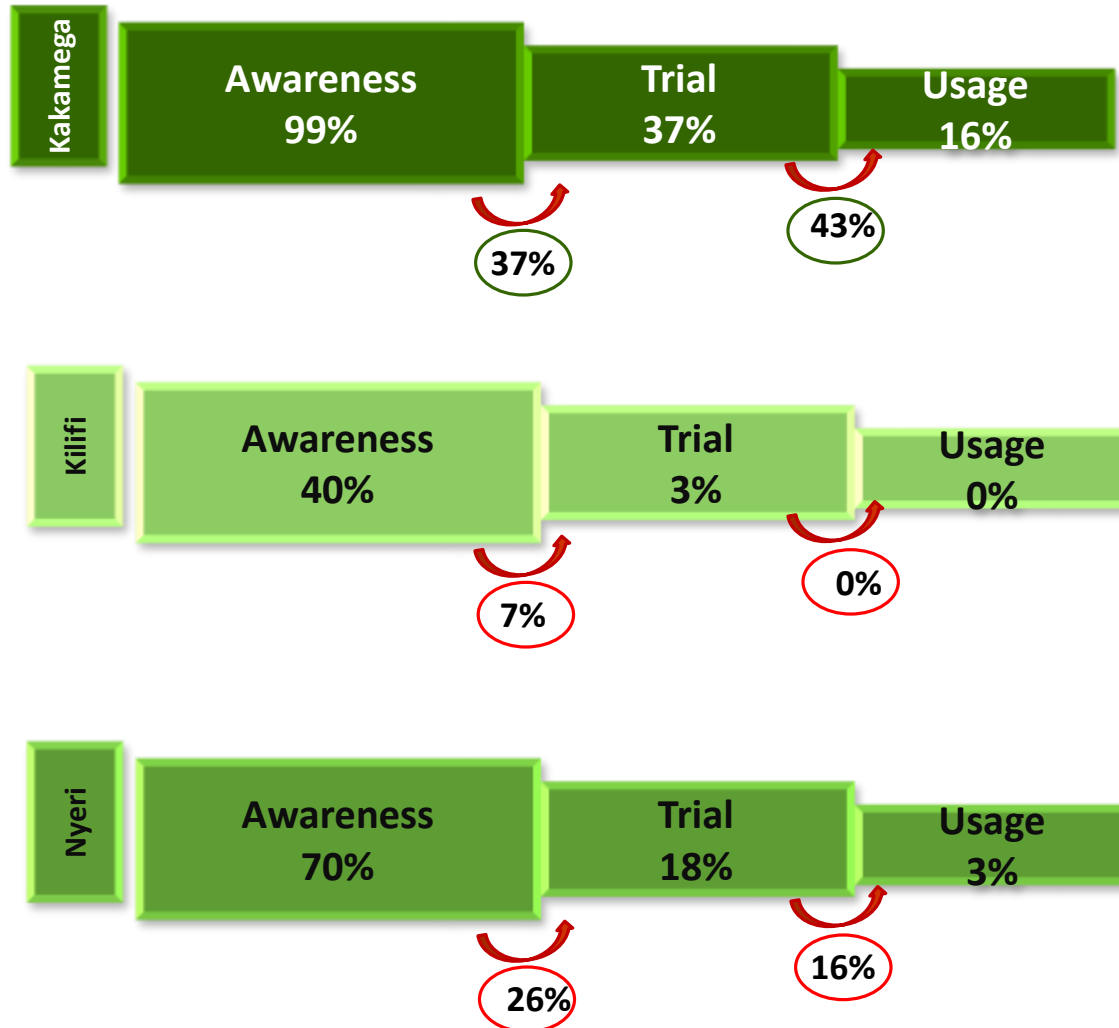 Kakamega
Awareness
99%
Trial
37%
Usage
16%
37%
43%
Kilifi
Awareness
40%
Trial
3%
Usage
0%
7%
0%
Nyeri
Awareness
70%
Trial
18%
Usage
3%
26%
16%